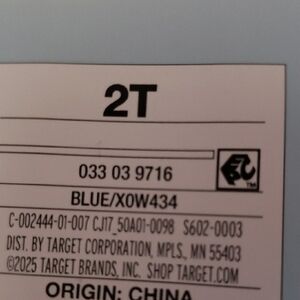 2T
033 03 9716
™
BLUE/X0W434
C-002444-01-007 CJ17_50A01-0098 S602-0003
DIST. BY TARGET CORPORATION, MPLS., MN 55403
©2025 TARGET BRANDS, INC. SHOP TARGET.COM
ORIGIN: CHINA